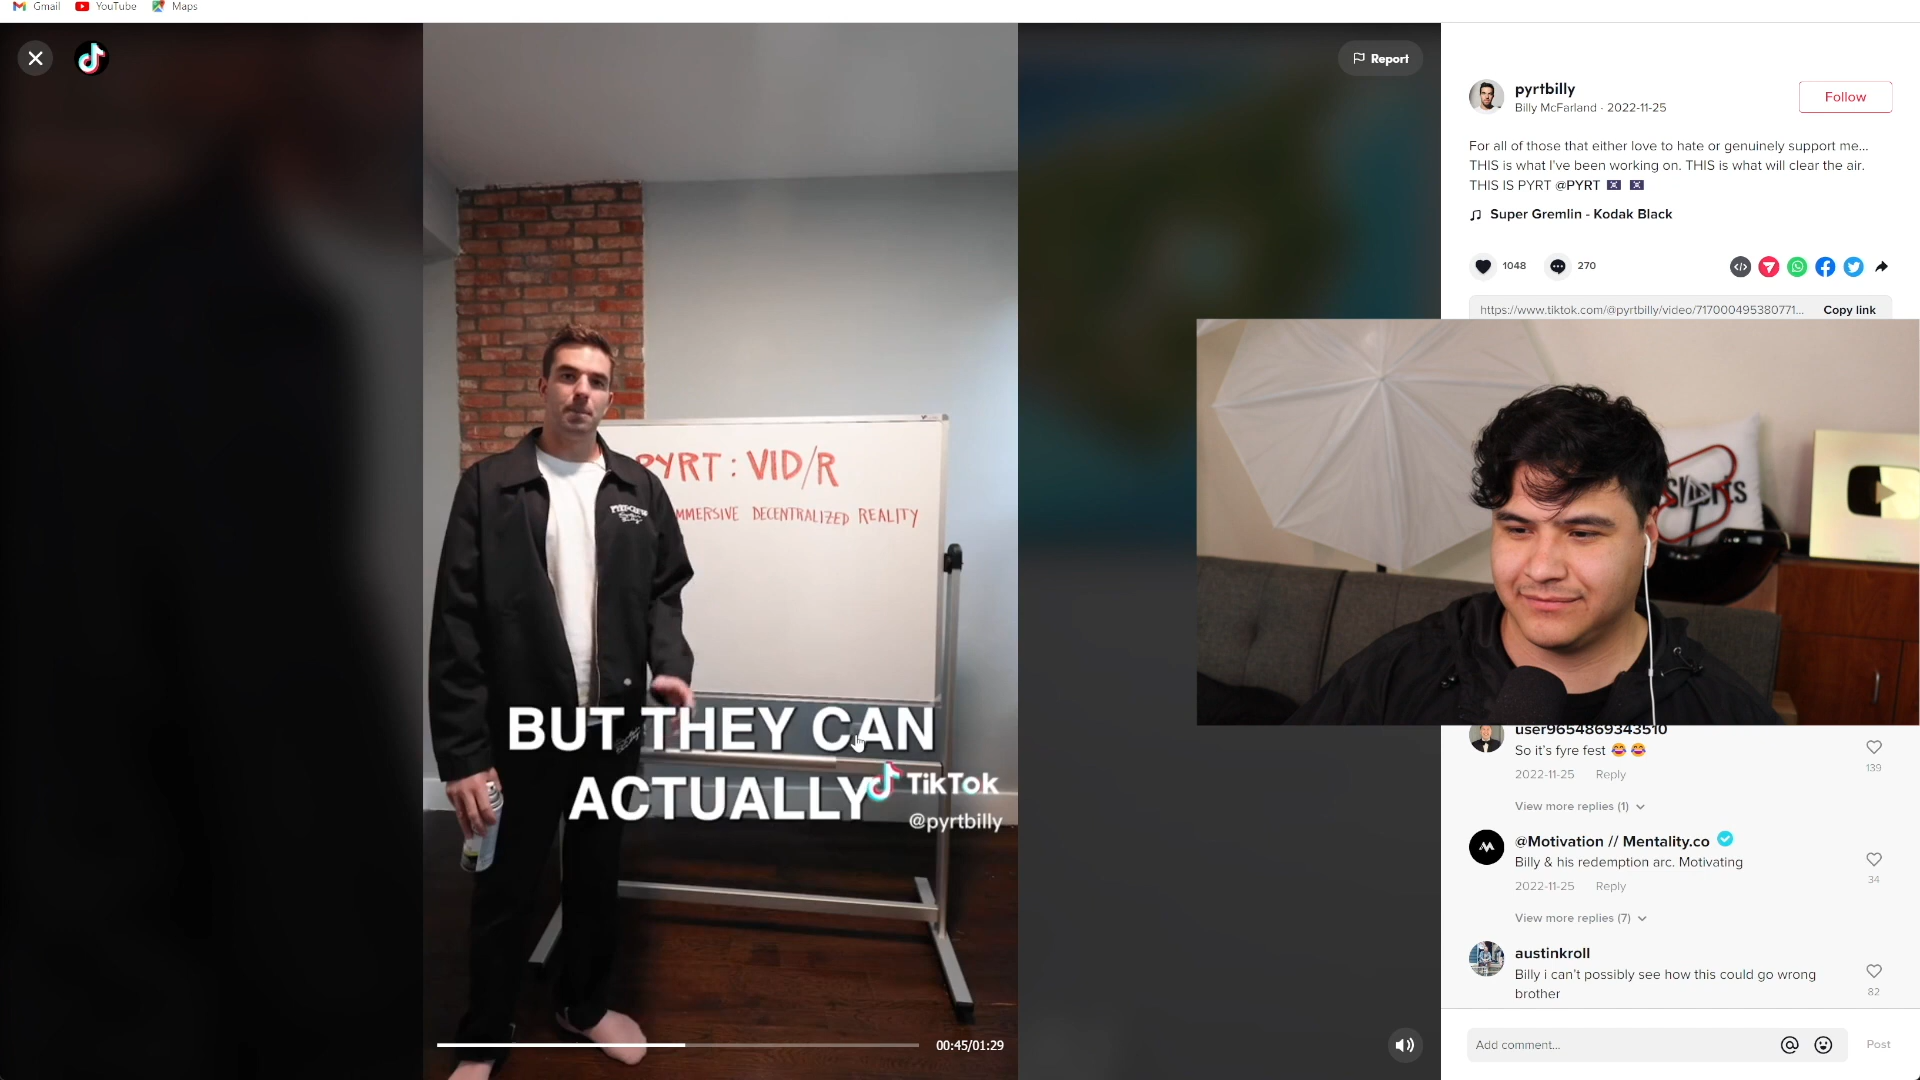 Gmail
YouTube
Maps
Report
pyrtbilly
Billy McFarland · 2022-11-25
Follow
For all of those that either love to hate or genuinely support me...
THIS is what I've been working on. THIS is what will clear the air.
THIS IS PYRT @PYRT
Super Gremlin - Kodak Black
1048
270
https://www.tiktok.com/@pyrtbilly/video/717000495380771...
Copy link
PYRT : VID/R
IMMERSIVE DECENTRALIZED REALITY
BUT THEY CAN
ACTUALLY
TikTok
@pyrtbilly
00:45/01:29
user9654869343510
So it's fyre fest 😂 😂
139
2022-11-25 Reply
View more replies (1)
@Motivation // Mentality.co
Billy & his redemption arc. Motivating
34
2022-11-25 Reply
View more replies (7)
austinkroll
Billy i can't possibly see how this could go wrong
brother
82
Add comment...
Post